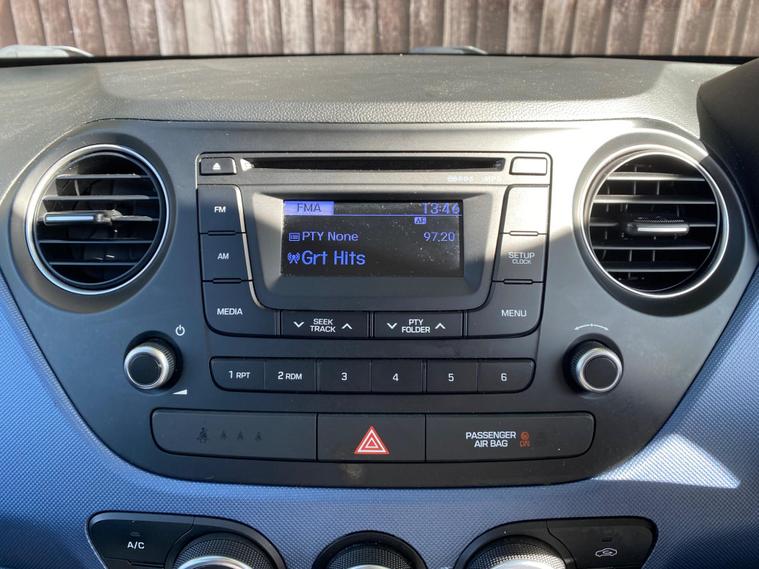 FMA 13:46
AF
PTY None 97.20
Grt Hits
FM
AM
MEDIA
SETUP
CLOCK
MENU
SEEK
TRACK
PTY
FOLDER
1 RPT 2 RDM 3 4 5 6
PASSENGER
AIR BAG
ON
A/C